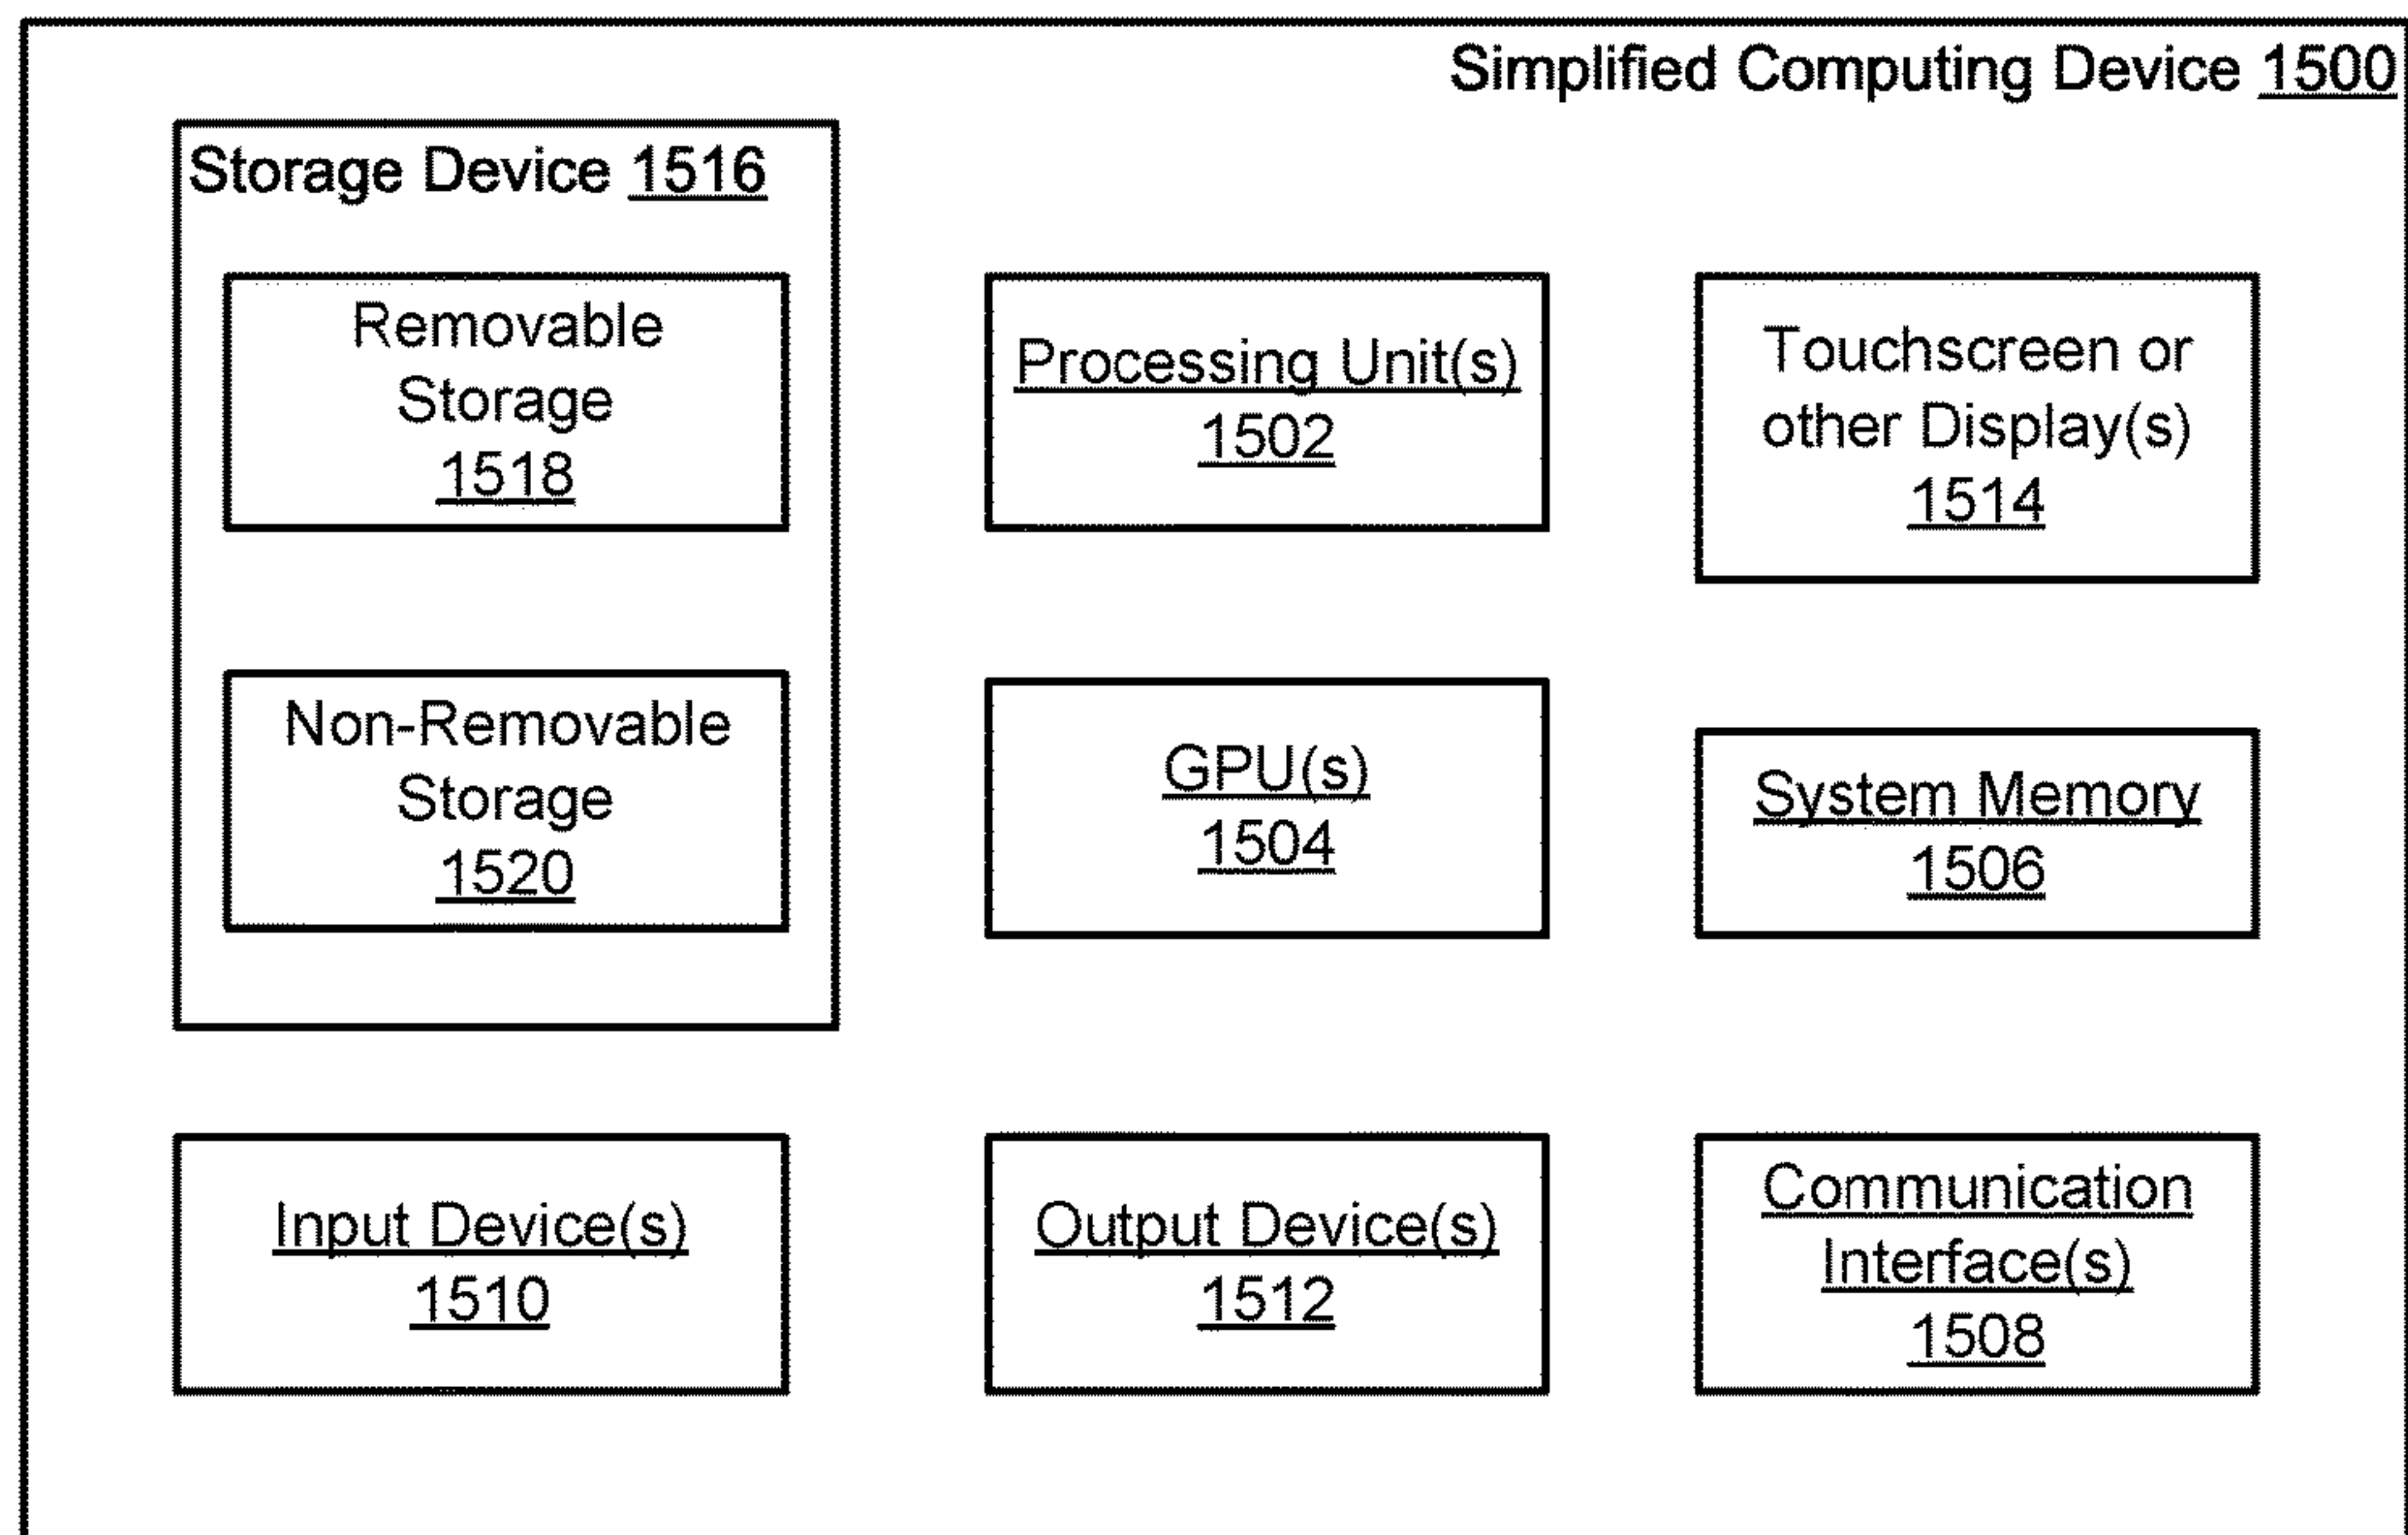 Simplified Computing Device 1500
Storage Device 1516
Removable
Storage
1518
Processing Unit(s)
1502
Touchscreen or
other Display(s)
1514
Non-Removable
Storage
1520
GPU(s)
1504
System Memory
1506
Input Device(s)
1510
Output Device(s)
1512
Communication
Interface(s)
1508